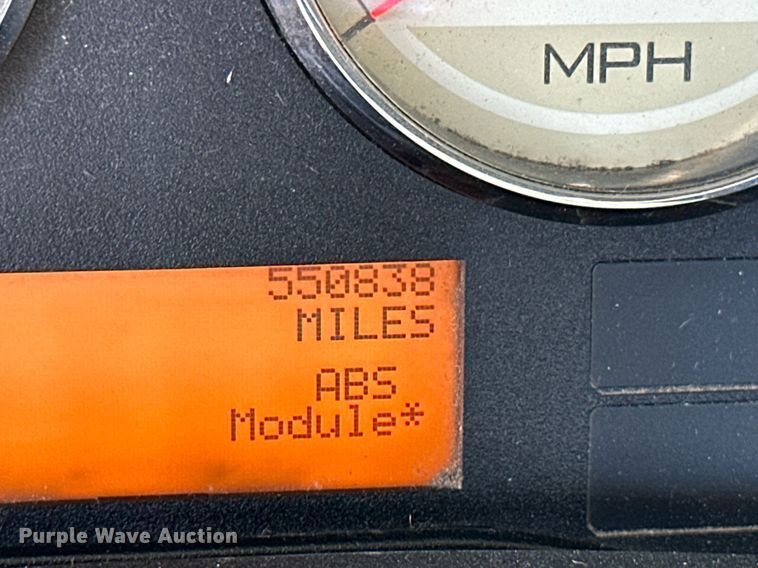 MPH
550838
MILES
ABS
Module*
Purple Wave Auction